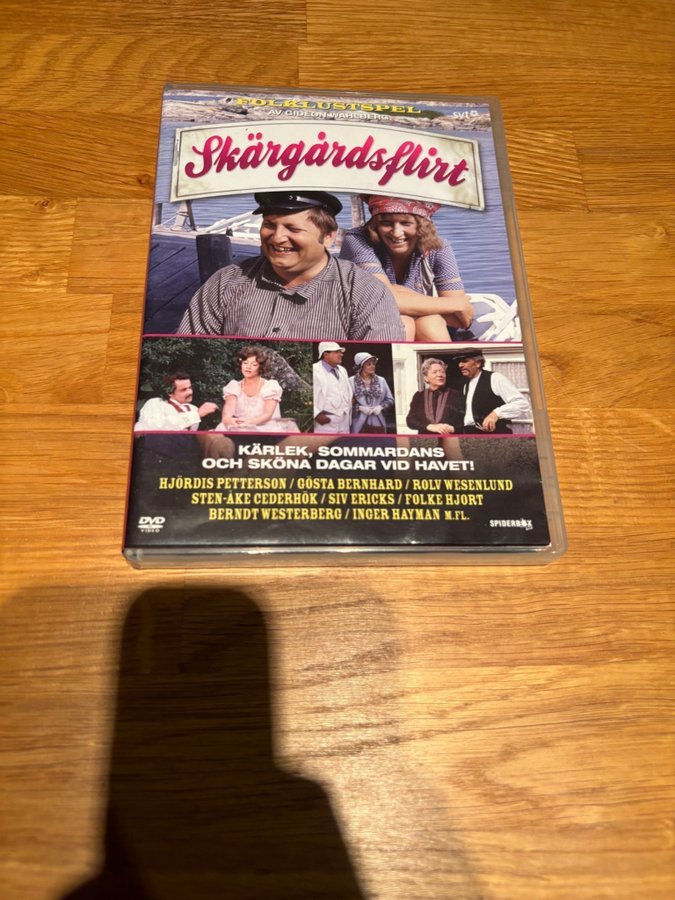 FOLKLUSTSPEL
AV GIDEON WAHLBERG
svt
Skärgårdsflirt
KÄRLEK, SOMMARDANS
OCH SKÖNA DAGAR VID HAVET!
HJÖRDIS PETTERSON / GÖSTA BERNHARD / ROLV WESENLUND
STEN-ÅKE CEDERHÖK / SIV ERICKS / FOLKE HJORT
BERNDT WESTERBERG / INGER HAYMAN M.FL.
DVD
VIDEO
SPIDERBOX